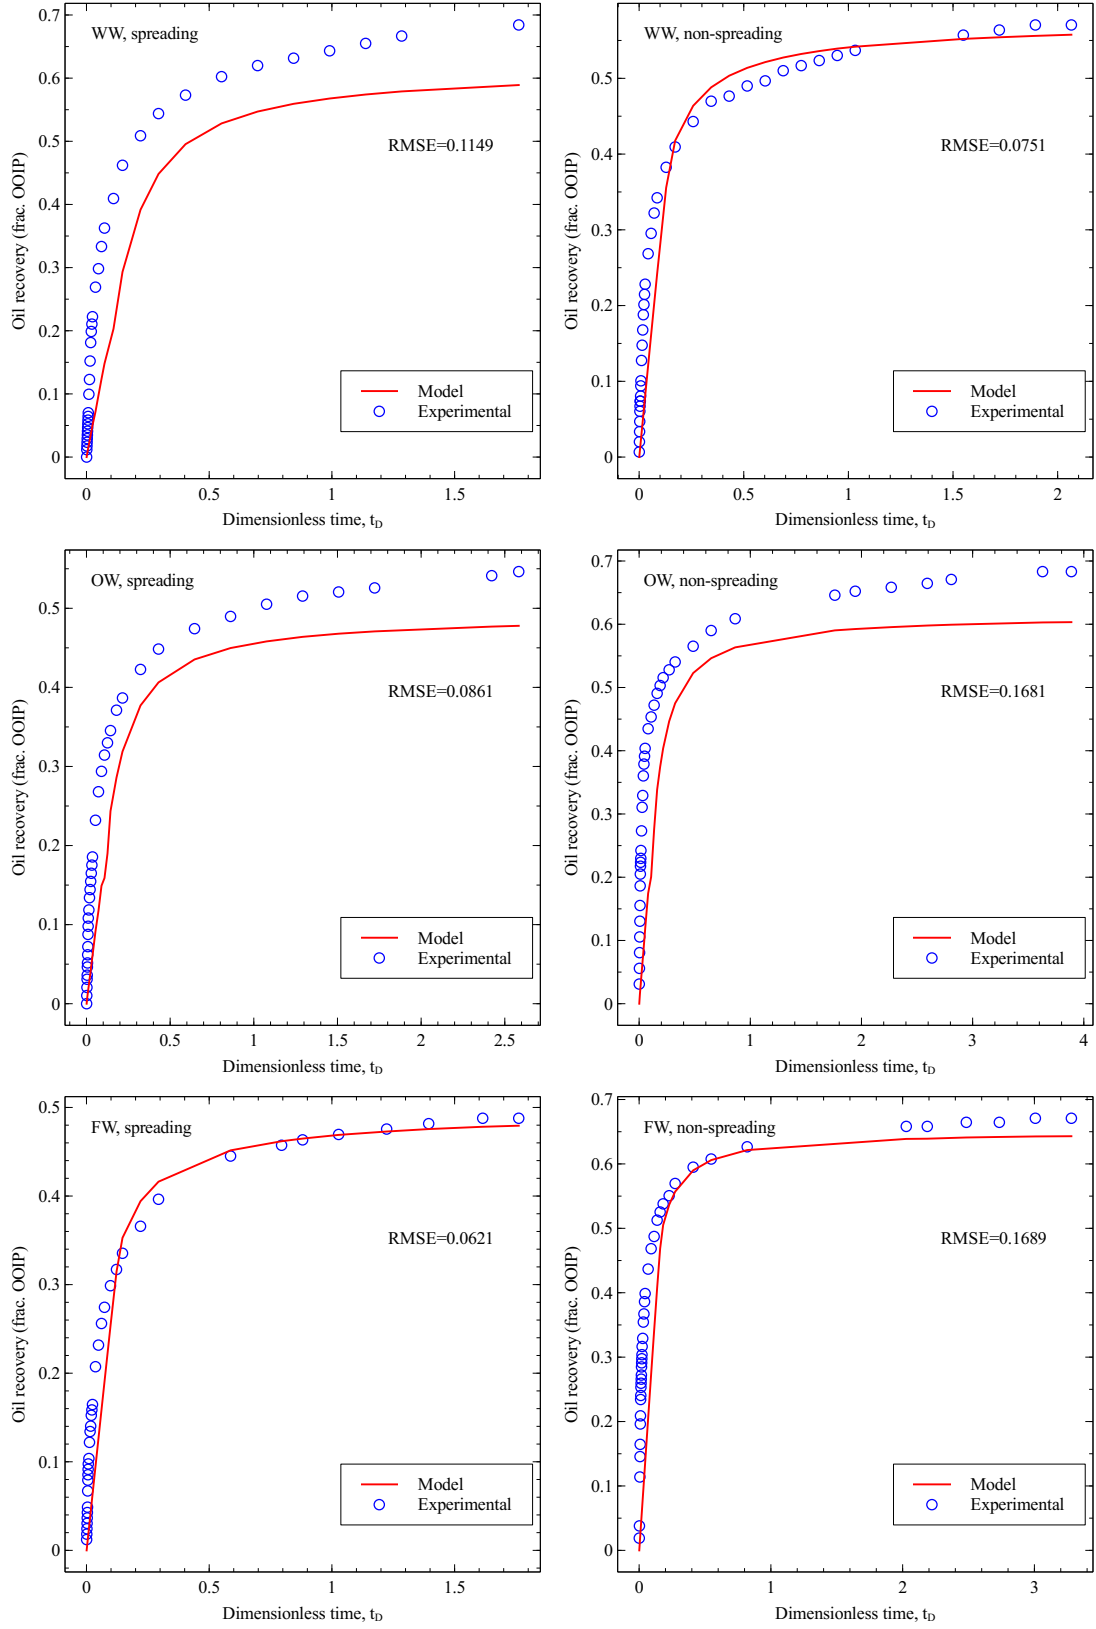 WW, spreading
RMSE=0.1149
Oil recovery (frac. OOIP)
0.7
0.6
0.5
0.4
0.3
0.2
0.1
0
Model
Experimental
0 0.5 1 1.5
Dimensionless time, t_D
WW, non-spreading
RMSE=0.0751
Oil recovery (frac. OOIP)
0.5
0.4
0.3
0.2
0.1
0
Model
Experimental
0 0.5 1 1.5 2
Dimensionless time, t_D
OW, spreading
RMSE=0.0861
Oil recovery (frac. OOIP)
0.5
0.4
0.3
0.2
0.1
0
Model
Experimental
0 0.5 1 1.5 2 2.5
Dimensionless time, t_D
OW, non-spreading
RMSE=0.1681
Oil recovery (frac. OOIP)
0.7
0.6
0.5
0.4
0.3
0.2
0.1
0
Model
Experimental
0 1 2 3 4
Dimensionless time, t_D
FW, spreading
RMSE=0.0621
Oil recovery (frac. OOIP)
0.5
0.4
0.3
0.2
0.1
0
Model
Experimental
0 0.5 1 1.5
Dimensionless time, t_D
FW, non-spreading
RMSE=0.1689
Oil recovery (frac. OOIP)
0.7
0.6
0.5
0.4
0.3
0.2
0.1
0
Model
Experimental
0 1 2 3
Dimensionless time, t_D